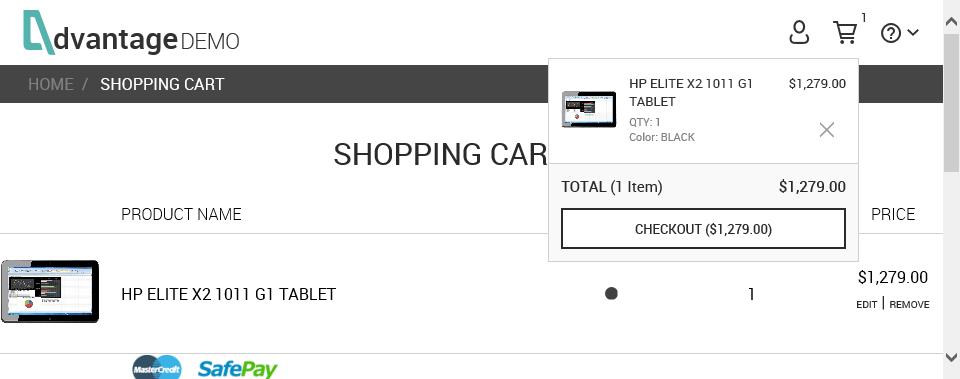 dvantage DEMO
1
HOME / SHOPPING CART
HP ELITE X2 1011 G1 TABLET
$1,279.00
QTY: 1
Color: BLACK
TOTAL (1 Item) $1,279.00
CHECKOUT ($1,279.00)
SHOPPING CAR
PRODUCT NAME
PRICE
HP ELITE X2 1011 G1 TABLET
1
$1,279.00
EDIT | REMOVE
MasterCredit SafePay